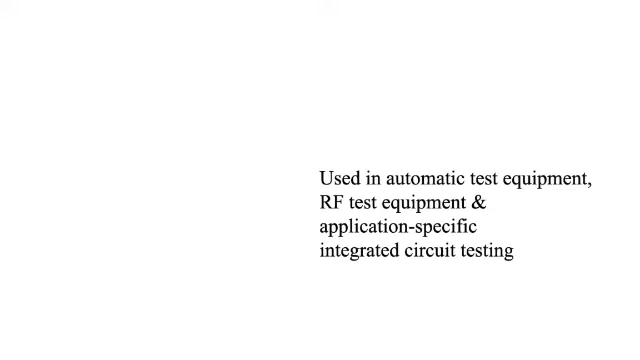 Used in automatic test equipment,
RF test equipment &
application-specific
integrated circuit testing